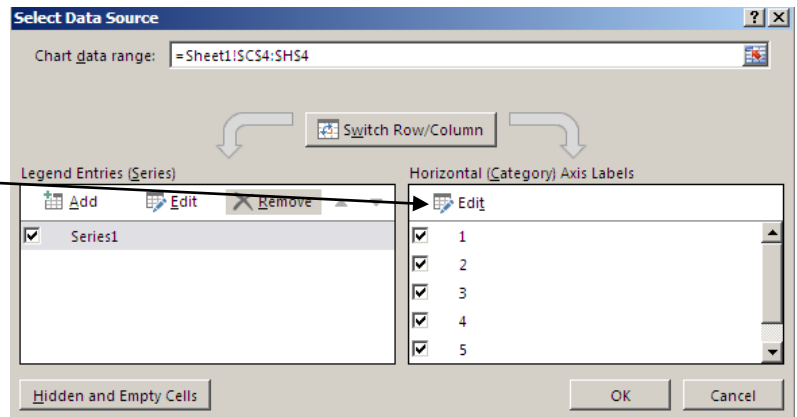 Select Data Source
Chart data range: =Sheet1!$C$4:$H$4
Switch Row/Column
Legend Entries (Series)
Add Edit Remove
Series1
Horizontal (Category) Axis Labels
Edit
1
2
3
4
5
Hidden and Empty Cells
OK Cancel